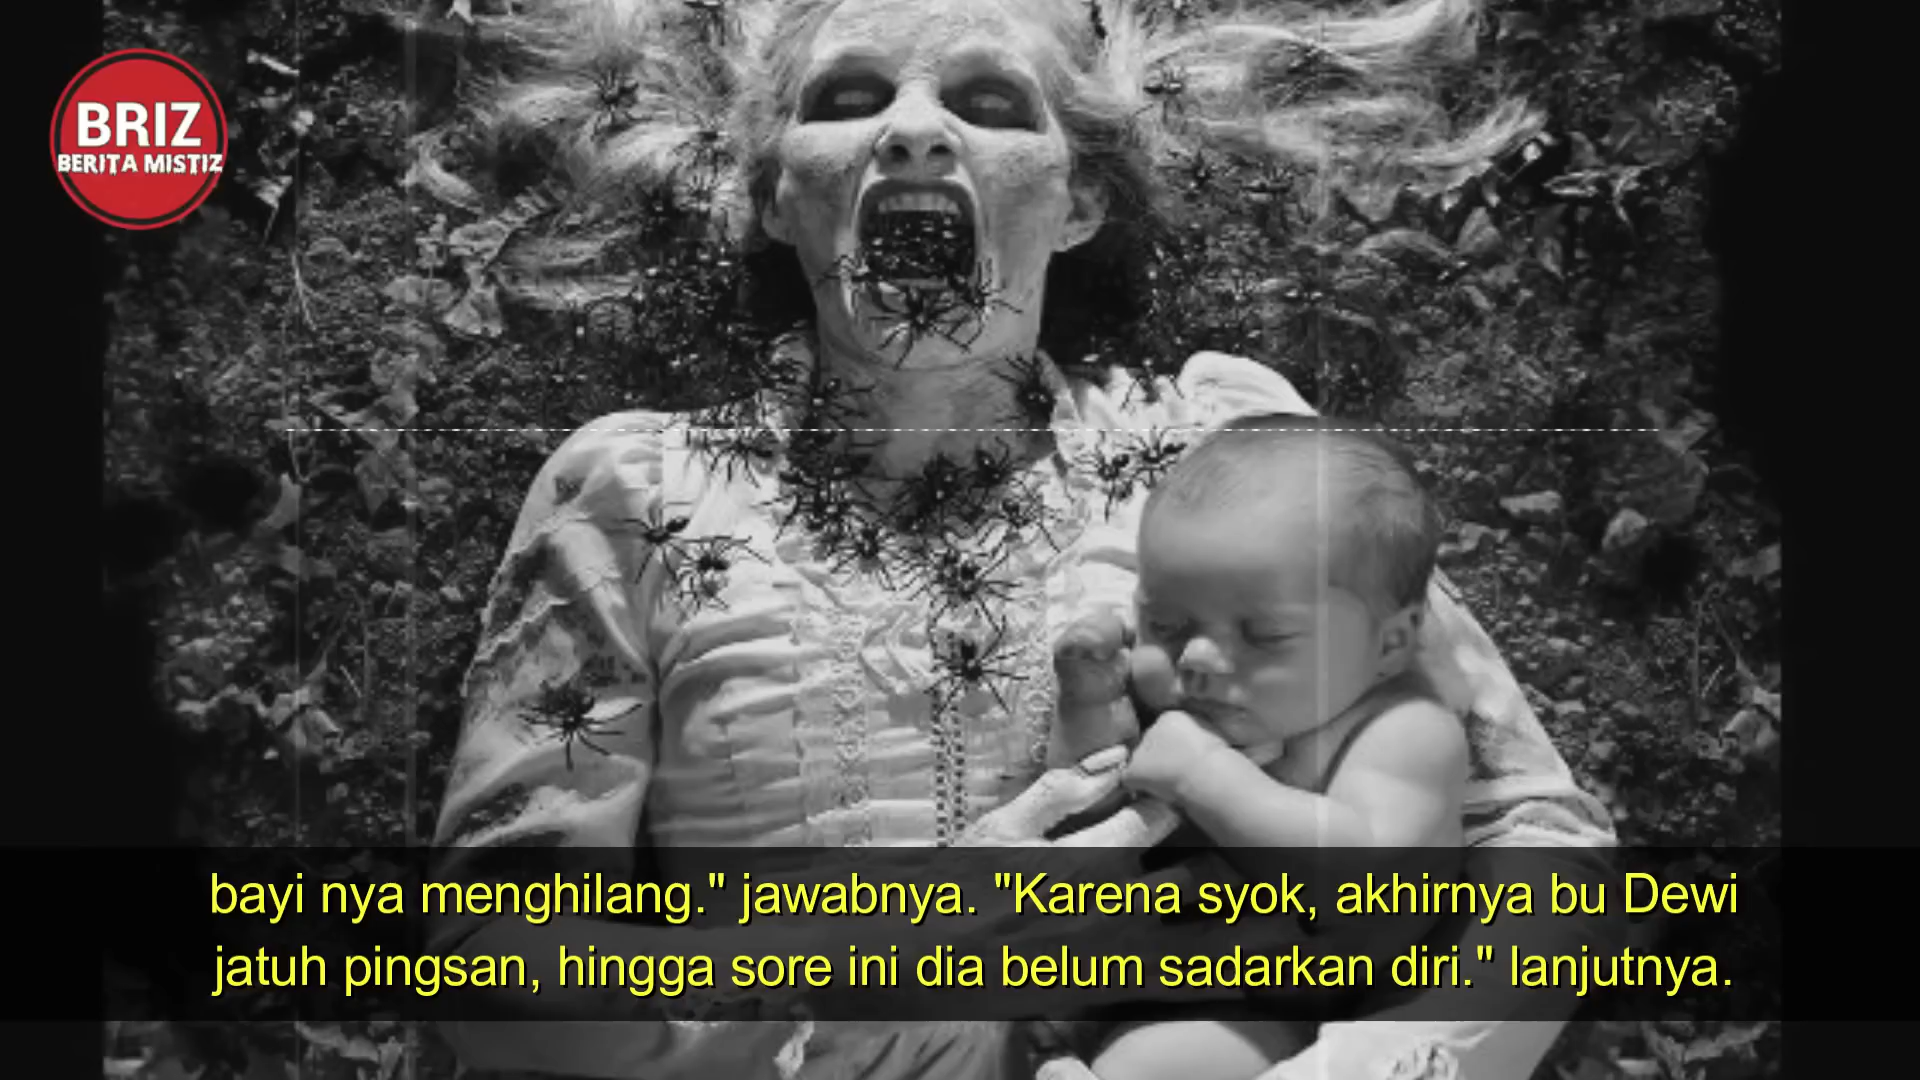 BRIZ
BERITA MISTIZ
bayi nya menghilang." jawabnya. "Karena syok, akhirnya bu Dewi
jatuh pingsan, hingga sore ini dia belum sadarkan diri." lanjutnya.